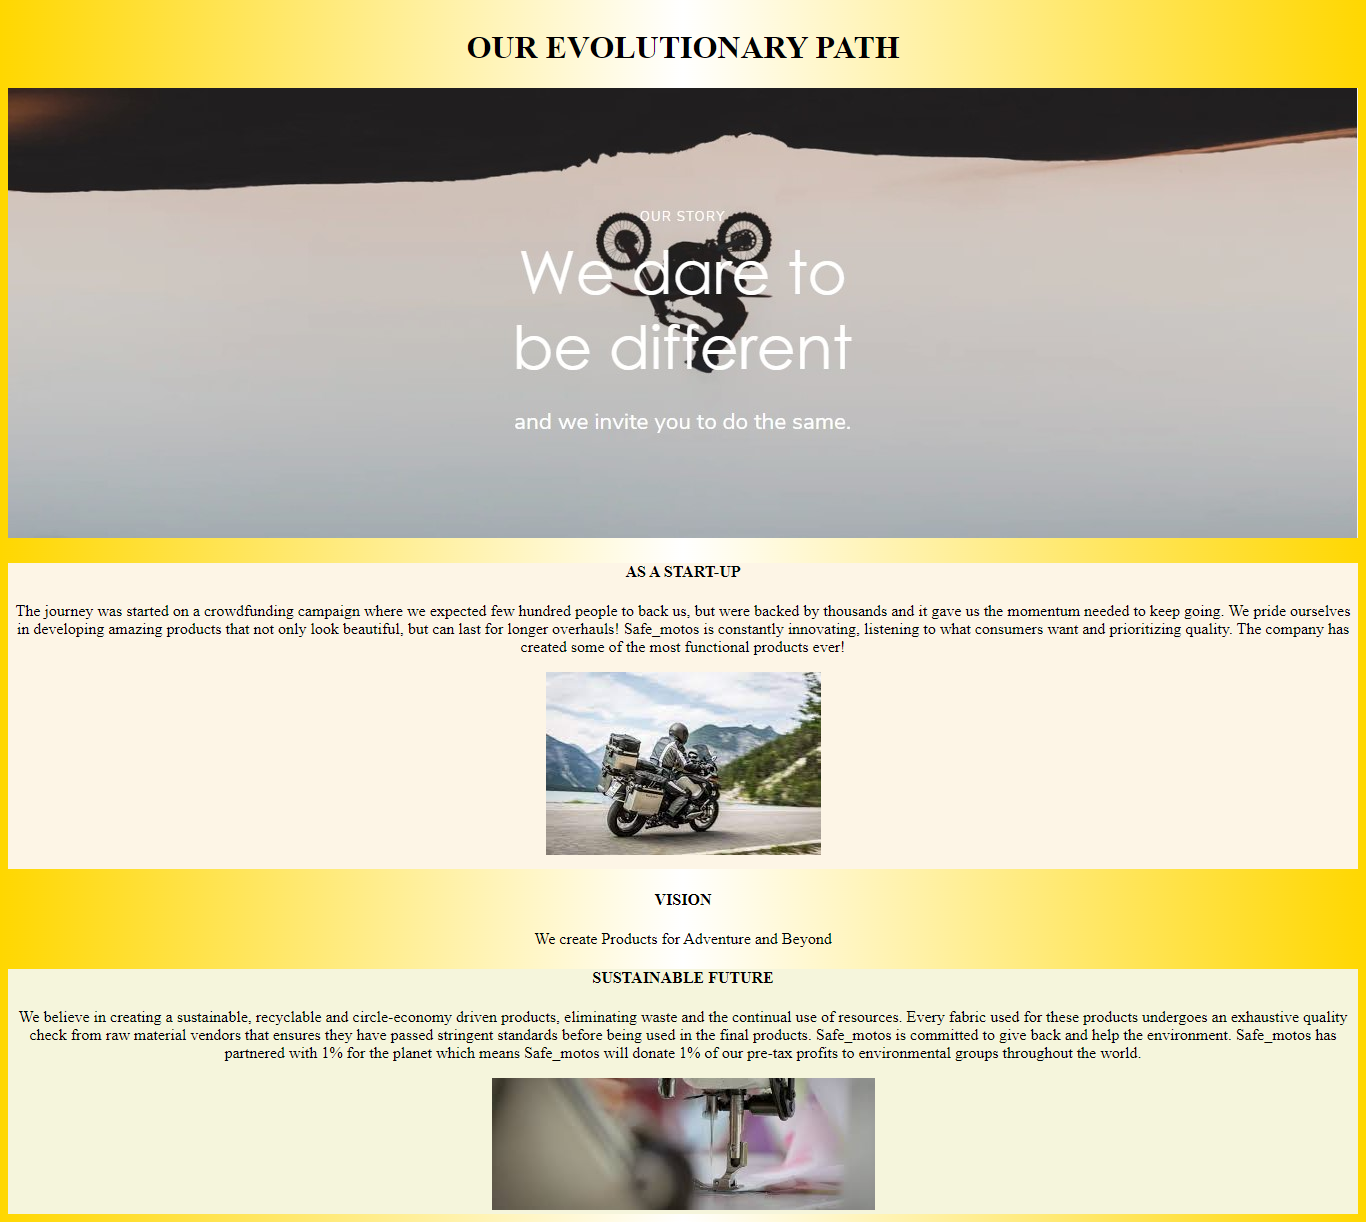 OUR EVOLUTIONARY PATH
OUR STORY
We dare to
be different
and we invite you to do the same.
AS A START-UP
The journey was started on a crowdfunding campaign where we expected few hundred people to back us, but were backed by thousands and it gave us the momentum needed to keep going. We pride ourselves
in developing amazing products that not only look beautiful, but can last for longer overhauls! Safe_motos is constantly innovating, listening to what consumers want and prioritizing quality. The company has
created some of the most functional products ever!
VISION
We create Products for Adventure and Beyond
SUSTAINABLE FUTURE
We believe in creating a sustainable, recyclable and circle-economy driven products, eliminating waste and the continual use of resources. Every fabric used for these products undergoes an exhaustive quality
check from raw material vendors that ensures they have passed stringent standards before being used in the final products. Safe_motos is committed to give back and help the environment. Safe_motos has
partnered with 1% for the planet which means Safe_motos will donate 1% of our pre-tax profits to environmental groups throughout the world.